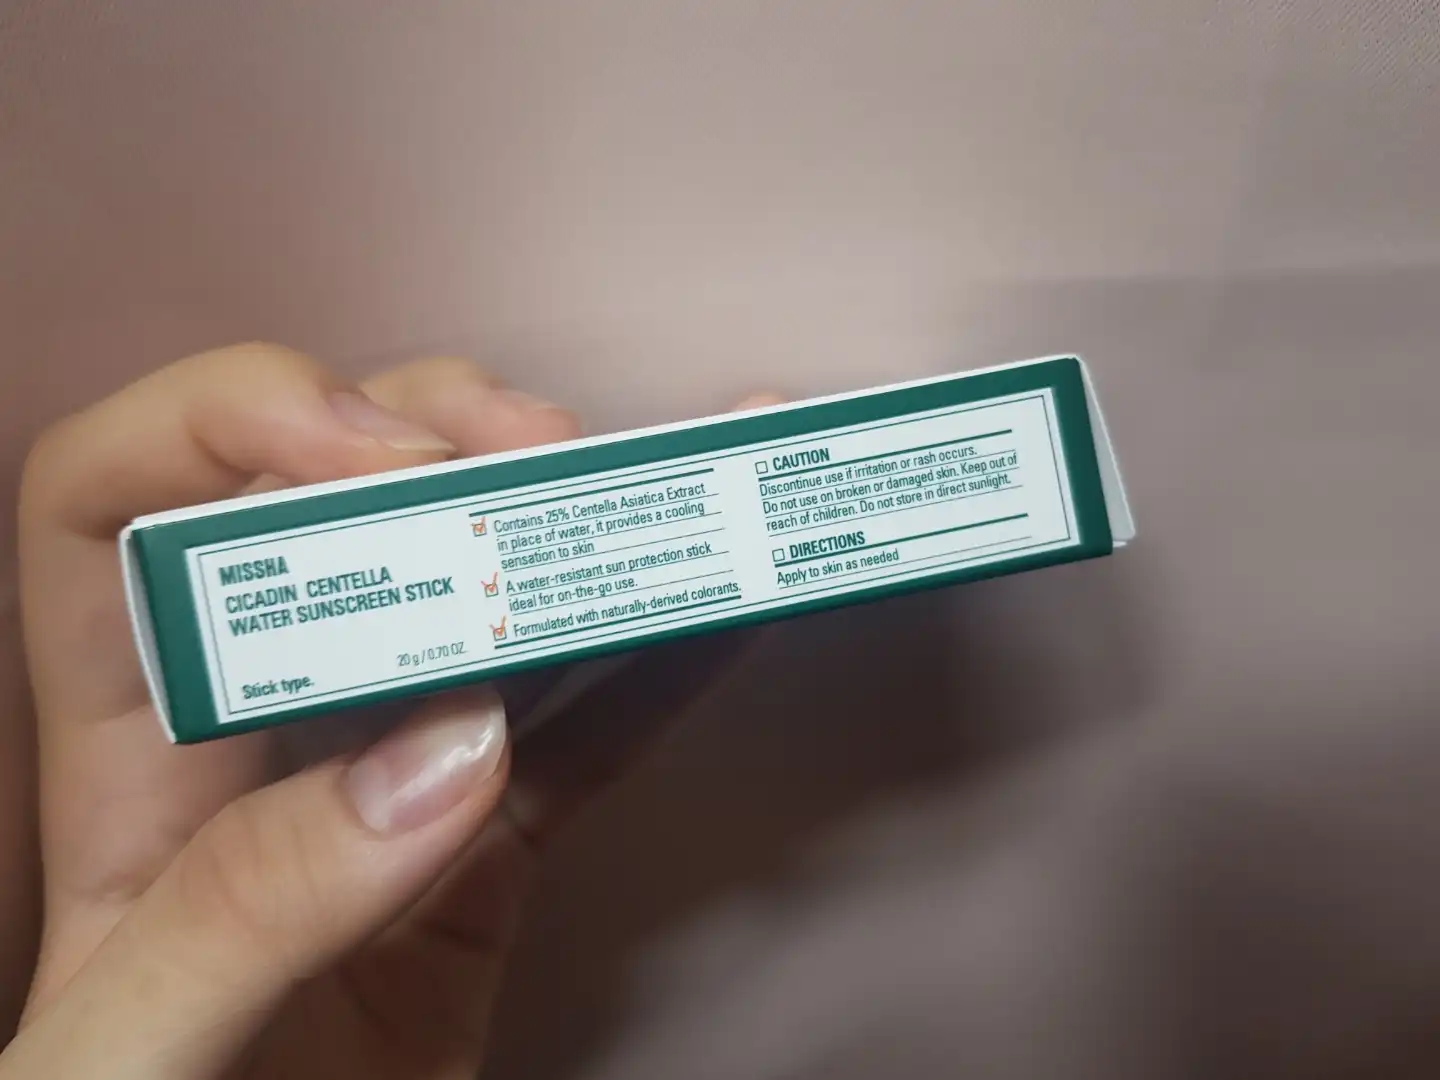 MISSHA
CICADIN CENTELLA
WATER SUNSCREEN STICK
20 g / 0.70 OZ.
Stick type.
Contains 25% Centella Asiatica Extract
in place of water, it provides a cooling
sensation to skin
A water-resistant sun protection stick
ideal for on-the-go use.
Formulated with naturally-derived colorants.
CAUTION
Discontinue use if irritation or rash occurs.
Do not use on broken or damaged skin. Keep out of
reach of children. Do not store in direct sunlight.
DIRECTIONS
Apply to skin as needed